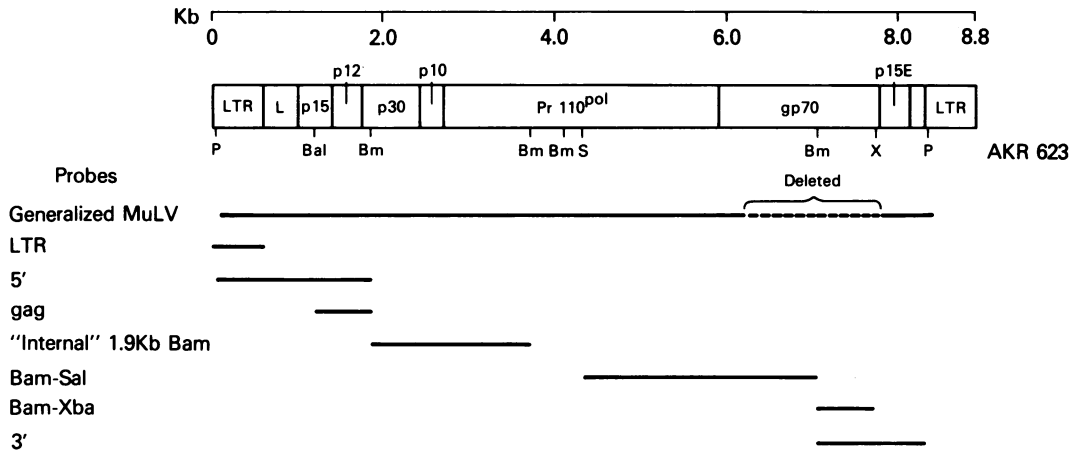 Kb
0 2.0 4.0 6.0 8.0 8.8
p12 p10 p15E
LTR L p15 p30 Pr 110pol gp70 LTR
P Bal Bm Bm Bm S Bm X P AKR 623
Probes
Deleted
Generalized MuLV
LTR
5′
gag
“Internal” 1.9Kb Bam
Bam-Sal
Bam-Xba
3′